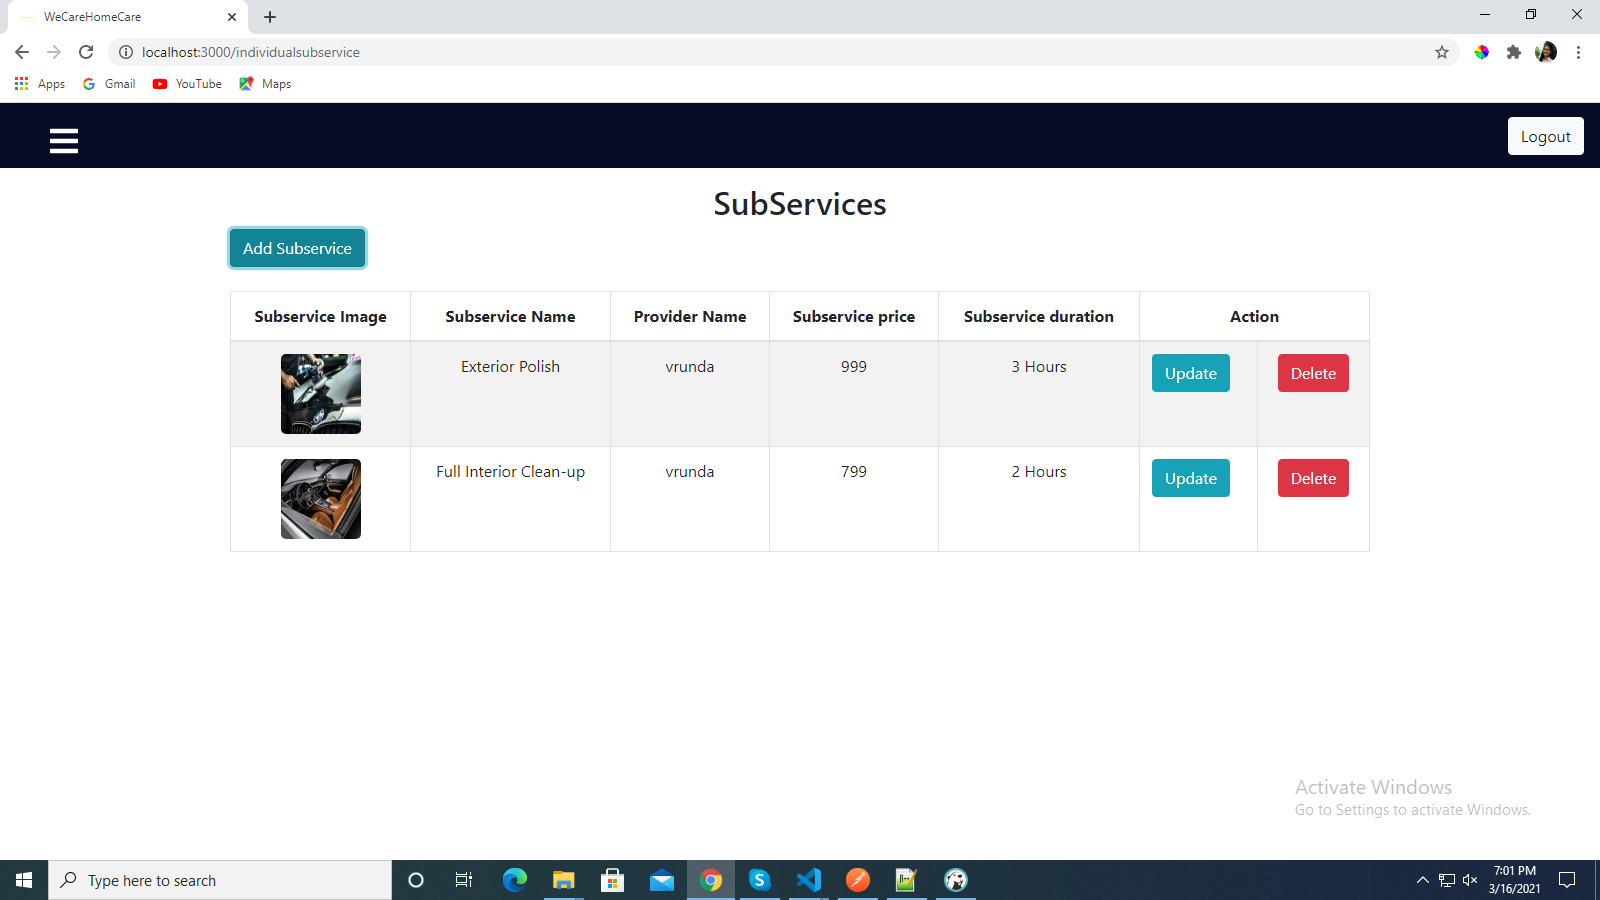 WeCareHomeCare
localhost:3000/individualsubservice
Apps Gmail YouTube Maps
Logout
SubServices
Add Subservice
Subservice Image Subservice Name Provider Name Subservice price Subservice duration Action
Exterior Polish vrunda 999 3 Hours Update Delete
Full Interior Clean-up vrunda 799 2 Hours Update Delete
Activate Windows
Go to Settings to activate Windows.
Type here to search
7:01 PM
3/16/2021